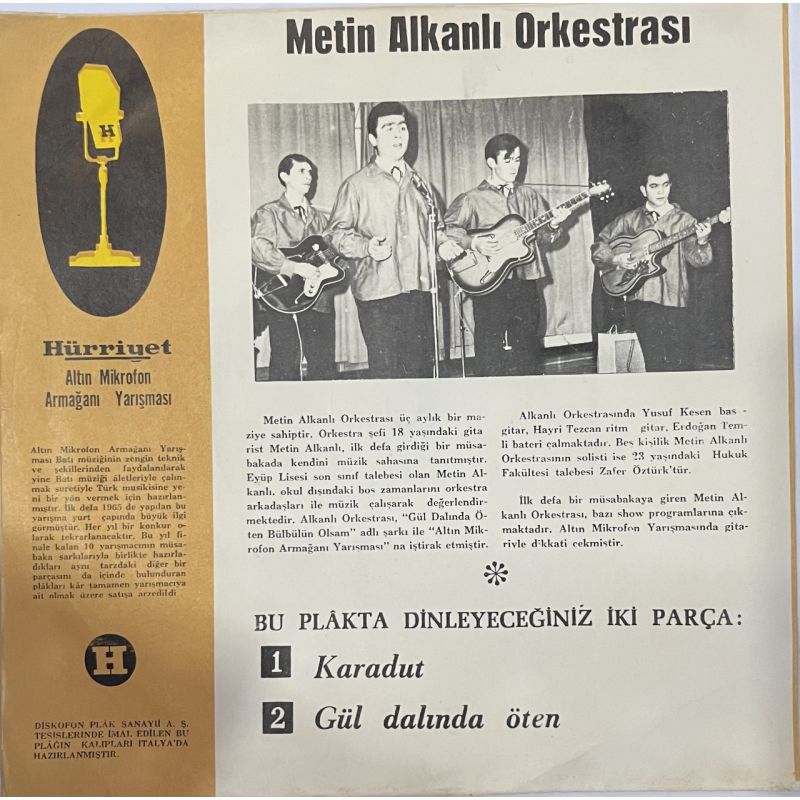 Metin Alkanlı Orkestrası
H
Hürriyet
Altın Mikrofon
Armağanı Yarışması
Altın Mikrofon Armağanı Yarış-
ması Batı müziğinin zengin teknik
ve şekillerinden faydalanılarak
yine Batı müziği âletleriyle çalın-
mak suretiyle Türk musikisine ye-
ni bir yön vermek için hazırlan-
mıştır. İlk defa 1965 de yapılan bu
yarışma yurt çapında büyük ilgi
görmüştür. Her yıl bir konkur o-
larak tekrarlanacaktır. Bu yıl fi-
nale kalan 10 yarışmacının müsa-
baka şarkılarıyla birlikte hazırla-
dıkları aynı tarzdaki diğer bir
parçasını da içinde bulunduran
plâkları kâr tamamen yarışmacıya
ait olmak üzere satışa arzedildi
H
DİSKOFON PLÂK SANAYİİ A. Ş.
TESİSLERİNDE İMAL EDİLEN BU
PLÂĞIN KALIPLARI İTALYA'DA
HAZIRLANMIŞTIR.
Metin Alkanlı Orkestrası üç aylık bir ma-
ziye sahiptir. Orkestra şefi 18 yaşındaki gita
rist Metin Alkanlı, ilk defa girdiği bir müsa-
bakada kendini müzik sahasına tanıtmıştır.
Eyüp Lisesi son sınıf talebesi olan Metin Al-
kanlı, okul dışındaki boş zamanlarını orkestra
arkadaşları ile müzik çalışarak değerlendir-
mektedir. Alkanlı Orkestrası, "Gül Dalında Ö-
ten Bülbülün Olsam" adlı şarkı ile "Altın Mik-
rofon Armağanı Yarışması" na iştirak etmiştir.
Alkanlı Orkestrasında Yusuf Kesen bas -
gitar, Hayri Tezcan ritm gitar, Erdoğan Tem-
li bateri çalmaktadır. Beş kişilik Metin Alkanlı
Orkestrasının solisti ise 23 yaşındaki Hukuk
Fakültesi talebesi Zafer Öztürk'tür.
İlk defa bir müsabakaya giren Metin Al-
kanlı Orkestrası, bazı show programlarına çık-
maktadır. Altın Mikrofon Yarışmasında gita-
riyle dikkati çekmiştir.
BU PLÂKTA DİNLEYECEĞİNİZ İKİ PARÇA:
1 Karadut
2 Gül dalında öten